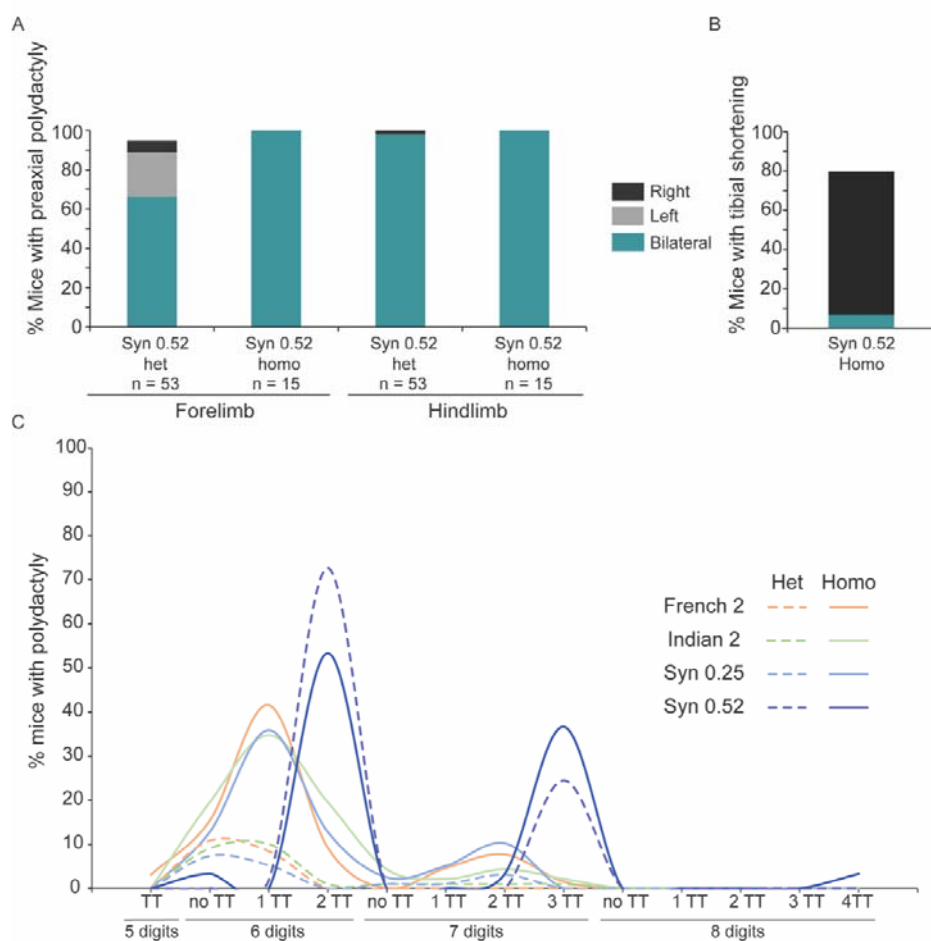 A
% Mice with preaxial polydactyly
100
80
60
40
20
0
Syn 0.52 Syn 0.52 Syn 0.52 Syn 0.52
het homo het homo
n = 53 n = 15 n = 53 n = 15
Forelimb Hindlimb
Right
Left
Bilateral
B
% Mice with tibial shortening
100
80
60
40
20
0
Syn 0.52
Homo
C
% mice with polydactyly
100
90
80
70
60
50
40
30
20
10
0
Het Homo
French 2
Indian 2
Syn 0.25
Syn 0.52
TT no TT 1 TT 2 TT no TT 1 TT 2 TT 3 TT no TT 1 TT 2 TT 3 TT 4TT
5 digits 6 digits 7 digits 8 digits